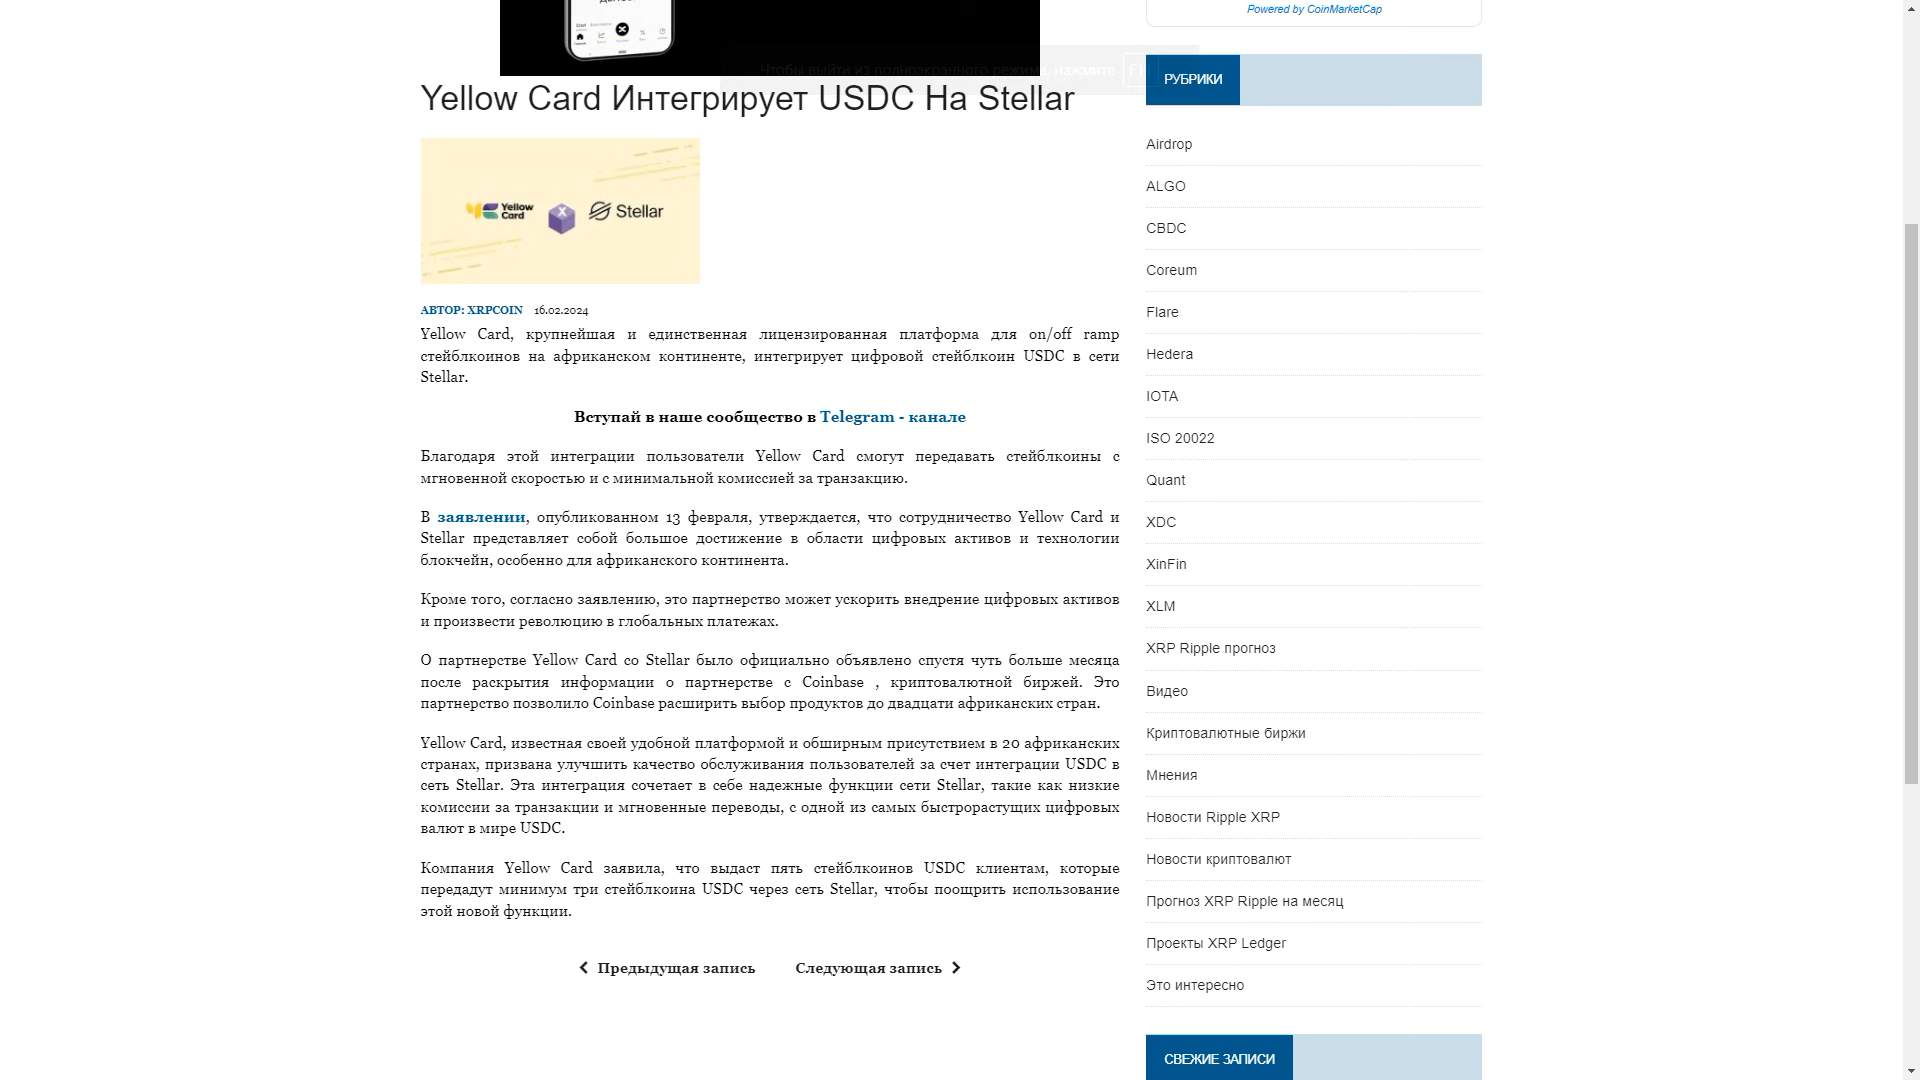 Powered by CoinMarketCap
Чтобы выйти из полноэкранного режима, нажмите F11
Yellow Card Интегрирует USDC На Stellar
Yellow Card
Stellar
АВТОР: XRPCOIN 16.02.2024
Yellow Card, крупнейшая и единственная лицензированная платформа для on/off ramp
стейблкоинов на африканском континенте, интегрирует цифровой стейблкоин USDC в сети
Stellar.
Вступай в наше сообщество в Telegram - канале
Благодаря этой интеграции пользователи Yellow Card смогут передавать стейблкоины с
мгновенной скоростью и с минимальной комиссией за транзакцию.
В заявлении, опубликованном 13 февраля, утверждается, что сотрудничество Yellow Card и
Stellar представляет собой большое достижение в области цифровых активов и технологии
блокчейн, особенно для африканского континента.
Кроме того, согласно заявлению, это партнерство может ускорить внедрение цифровых активов
и произвести революцию в глобальных платежах.
О партнерстве Yellow Card со Stellar было официально объявлено спустя чуть больше месяца
после раскрытия информации о партнерстве с Coinbase , криптовалютной биржей. Это
партнерство позволило Coinbase расширить выбор продуктов до двадцати африканских стран.
Yellow Card, известная своей удобной платформой и обширным присутствием в 20 африканских
странах, призвана улучшить качество обслуживания пользователей за счет интеграции USDC в
сеть Stellar. Эта интеграция сочетает в себе надежные функции сети Stellar, такие как низкие
комиссии за транзакции и мгновенные переводы, с одной из самых быстрорастущих цифровых
валют в мире USDC.
Компания Yellow Card заявила, что выдаст пять стейблкоинов USDC клиентам, которые
передадут минимум три стейблкоина USDC через сеть Stellar, чтобы поощрить использование
этой новой функции.
Предыдущая запись
Следующая запись
РУБРИКИ
Airdrop
ALGO
CBDC
Coreum
Flare
Hedera
IOTA
ISO 20022
Quant
XDC
XinFin
XLM
XRP Ripple прогноз
Видео
Криптовалютные биржи
Мнения
Новости Ripple XRP
Новости криптовалют
Прогноз XRP Ripple на месяц
Проекты XRP Ledger
Это интересно
СВЕЖИЕ ЗАПИСИ